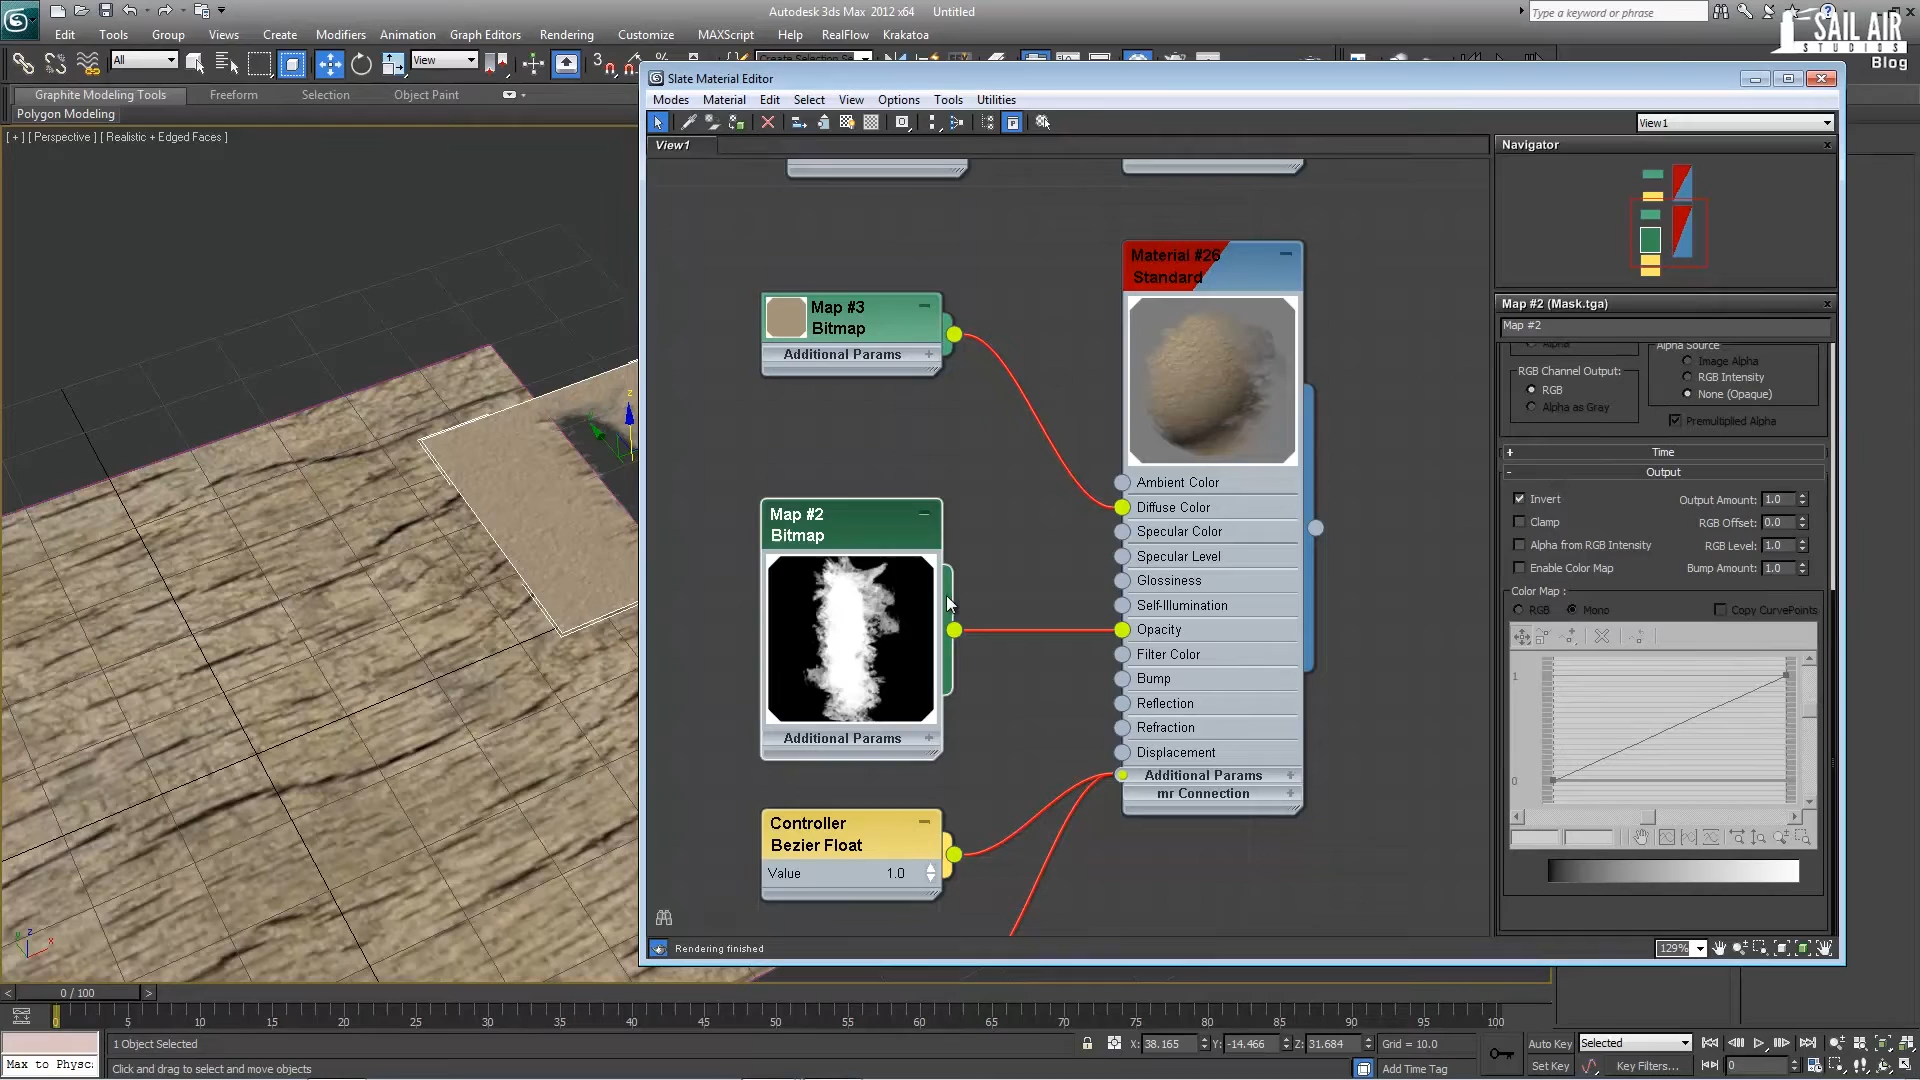 Autodesk 3ds Max 2012 x64 Untitled
Type a keyword or phrase
SAIL AIR
STUDIOS
Blog
Edit Tools Group Views Create Modifiers Animation Graph Editors Rendering Customize MAXScript Help RealFlow Krakatoa
All
View
3
Create Selection Se
Graphite Modeling Tools Freeform Selection Object Paint
Polygon Modeling
[ + ] [ Perspective ] [ Realistic + Edged Faces ]
Slate Material Editor
Modes Material Edit Select View Options Tools Utilities
View1
View1
Navigator
Material #26
Standard
Map #3
Bitmap
Additional Params
Map #2
Bitmap
Additional Params
Controller
Bezier Float
Value 1.0
Ambient Color
Diffuse Color
Specular Color
Specular Level
Glossiness
Self-Illumination
Opacity
Filter Color
Bump
Reflection
Refraction
Displacement
Additional Params
mr Connection
Map #2 (Mask.tga)
Map #2
Alpha
Alpha Source
Image Alpha
RGB Channel Output:
RGB Intensity
RGB
None (Opaque)
Alpha as Gray
Premultiplied Alpha
+ Time
- Output
Invert Output Amount: 1.0
Clamp RGB Offset: 0.0
Alpha from RGB Intensity RGB Level: 1.0
Enable Color Map Bump Amount: 1.0
Color Map :
RGB Mono Copy CurvePoints
1
0
Rendering finished
129%
z
x
z
< 0 / 100 >
0 5 10 15 20 25 30 35 40 45 50 55 60 65 70 75 80 85 90 95 100
1 Object Selected X: 38.165 Y: -14.466 Z: 31.684 Grid = 10.0 Auto Key Selected
Max to Physc: Click and drag to select and move objects Add Time Tag Set Key Key Filters... 0